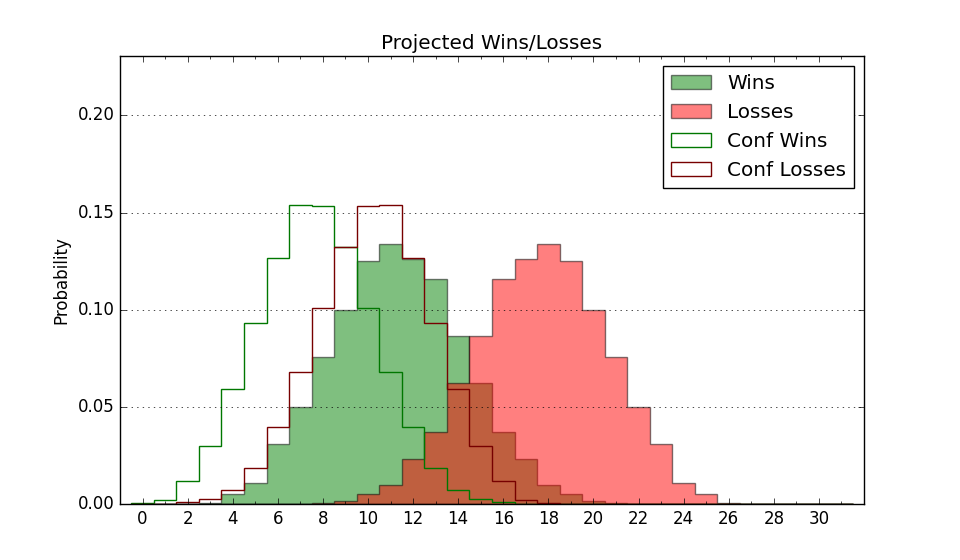 Projected Wins/Losses
Wins
Losses
Conf Wins
Conf Losses
Probability
0.20
0.15
0.10
0.05
0.00
0 2 4 6 8 10 12 14 16 18 20 22 24 26 28 30